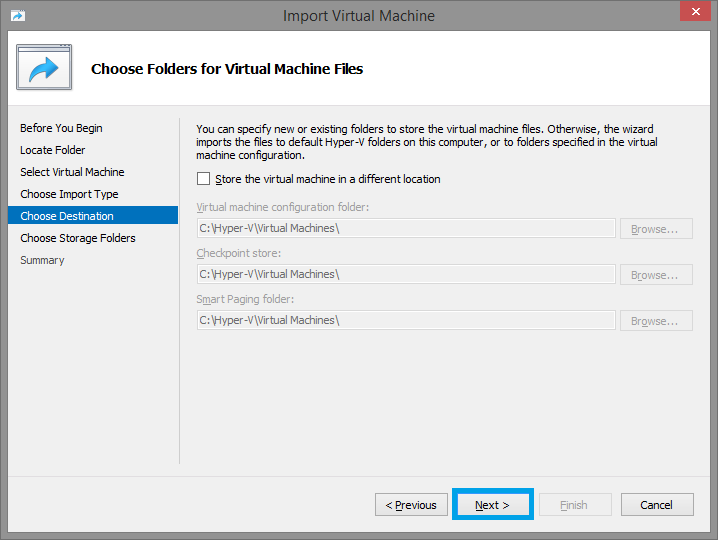 Import Virtual Machine
Choose Folders for Virtual Machine Files
Before You Begin
Locate Folder
Select Virtual Machine
Choose Import Type
Choose Destination
Choose Storage Folders
Summary
You can specify new or existing folders to store the virtual machine files. Otherwise, the wizard
imports the files to default Hyper-V folders on this computer, or to folders specified in the virtual
machine configuration.
Store the virtual machine in a different location
Virtual machine configuration folder:
C:\Hyper-V\Virtual Machines\ Browse...
Checkpoint store:
C:\Hyper-V\Virtual Machines\ Browse...
Smart Paging folder:
C:\Hyper-V\Virtual Machines\ Browse...
< Previous Next > Finish Cancel